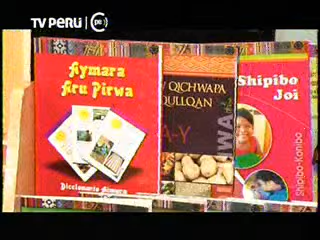 TV PERÚ
Aymara
Aru Pirwa
Diccionario Aymara
QICHWAPA
QULLQAN
A-Y
Shipibo
Joi
Shipibo-Konibo